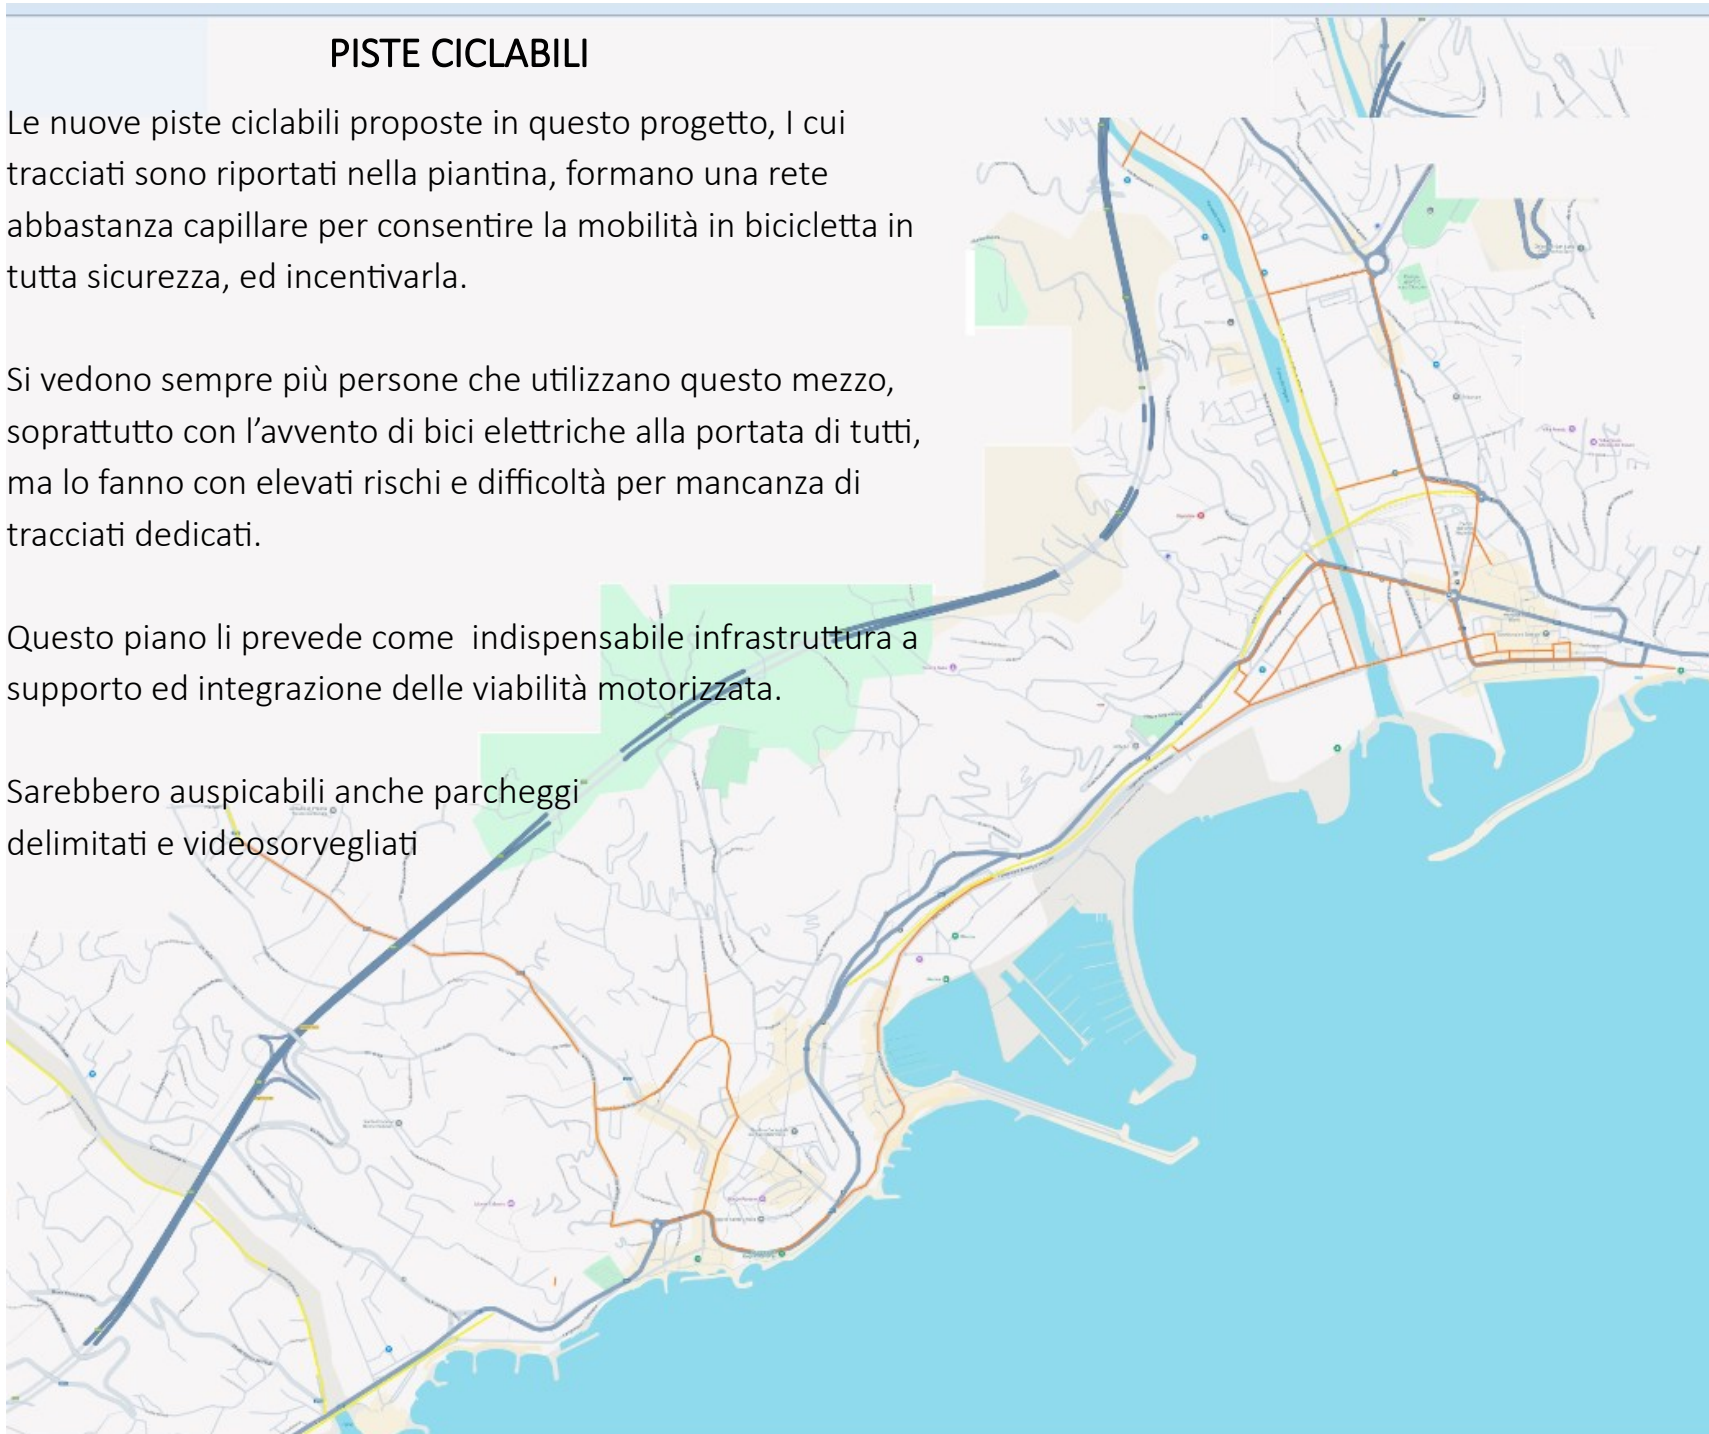 PISTE CICLABILI
Le nuove piste ciclabili proposte in questo progetto, I cui
tracciati sono riportati nella piantina, formano una rete
abbastanza capillare per consentire la mobilità in bicicletta in
tutta sicurezza, ed incentivarla.
Si vedono sempre più persone che utilizzano questo mezzo,
soprattutto con l’avvento di bici elettriche alla portata di tutti,
ma lo fanno con elevati rischi e difficoltà per mancanza di
tracciati dedicati.
Questo piano li prevede come indispensabile infrastruttura a
supporto ed integrazione delle viabilità motorizzata.
Sarebbero auspicabili anche parcheggi
delimitati e videosorvegliati